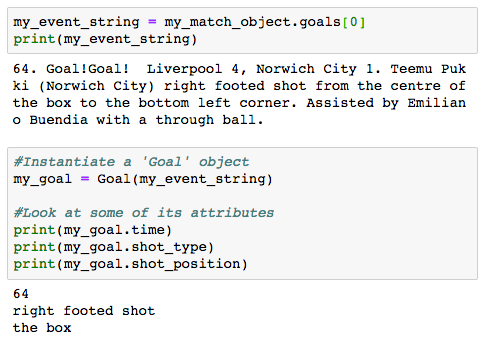 my_event_string = my_match_object.goals[0]
print(my_event_string)
64. Goal!Goal!  Liverpool 4, Norwich City 1. Teemu Puk
ki (Norwich City) right footed shot from the centre of
the box to the bottom left corner. Assisted by Emilian
o Buendia with a through ball.
#Instantiate a 'Goal' object
my_goal = Goal(my_event_string)
#Look at some of its attributes
print(my_goal.time)
print(my_goal.shot_type)
print(my_goal.shot_position)
64
right footed shot
the box